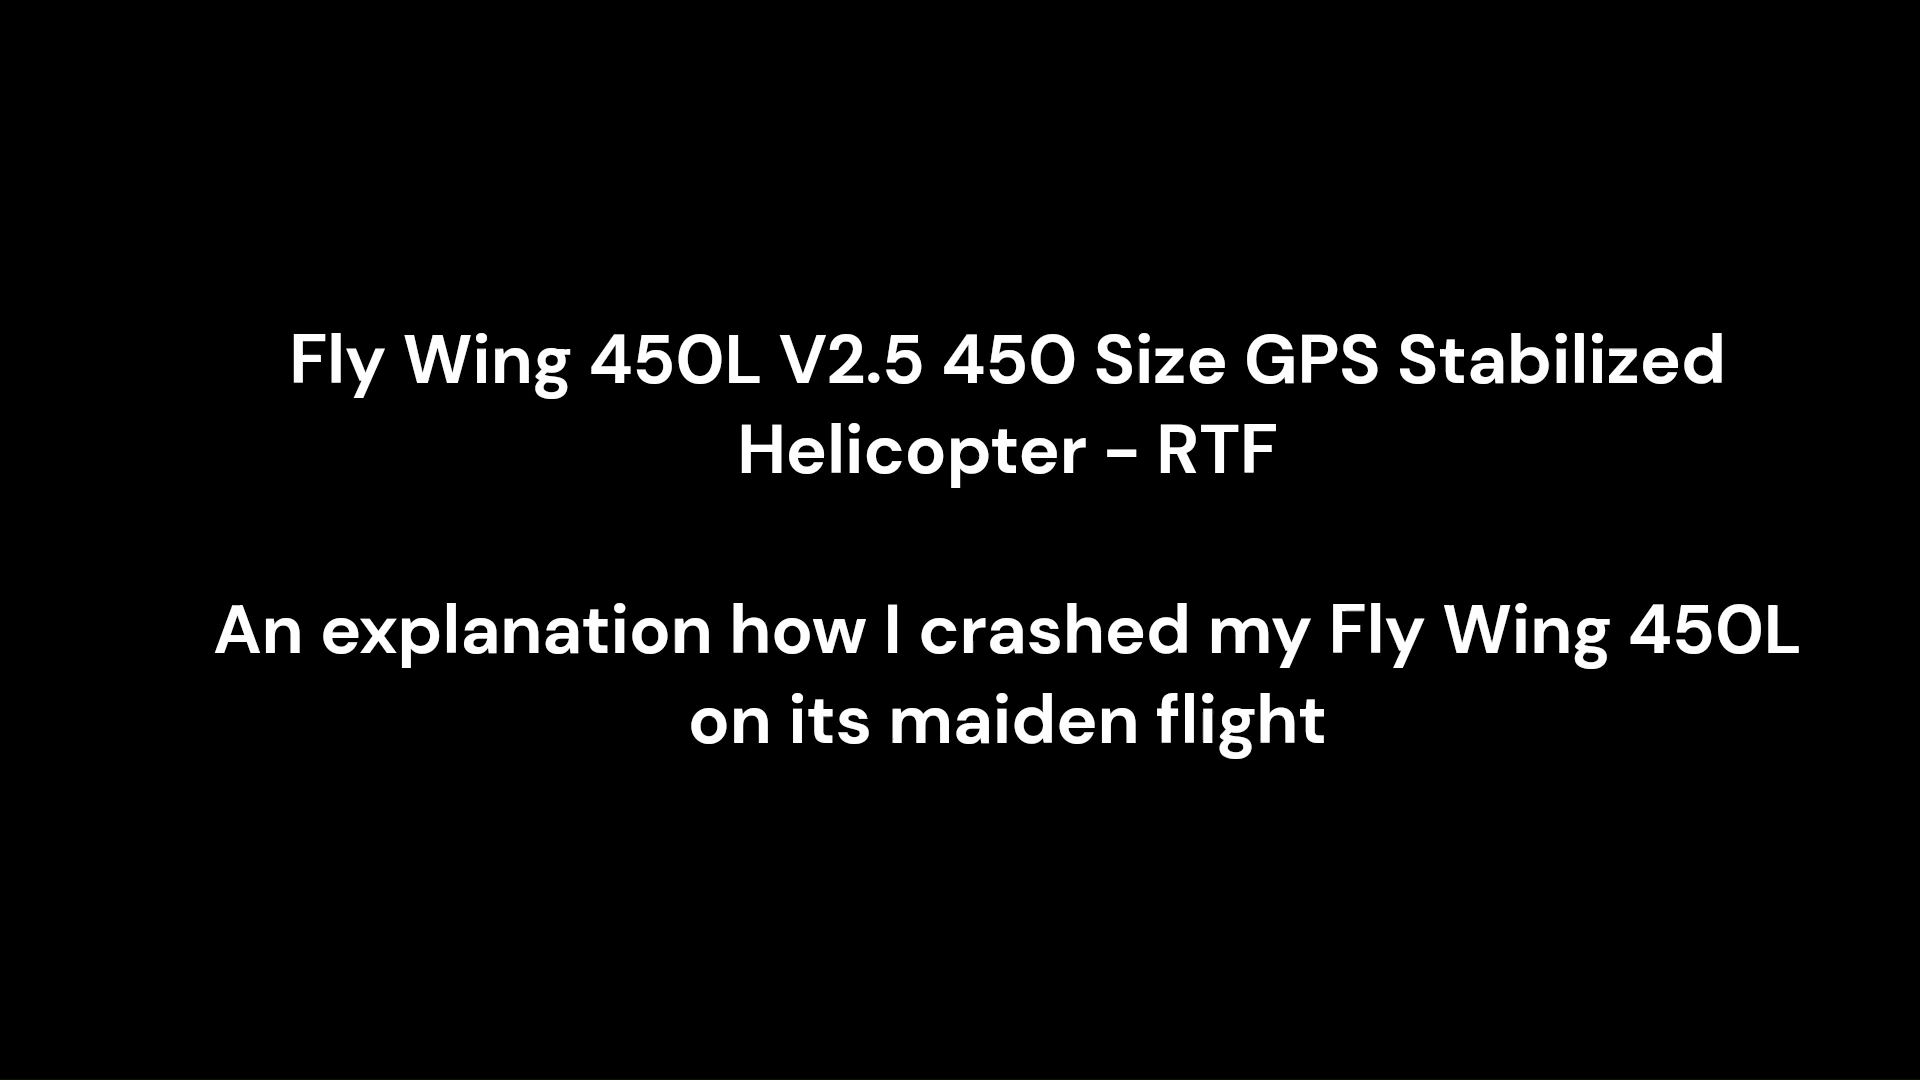 Fly Wing 450L V2.5 450 Size GPS Stabilized
Helicopter - RTF
An explanation how I crashed my Fly Wing 450L
on its maiden flight